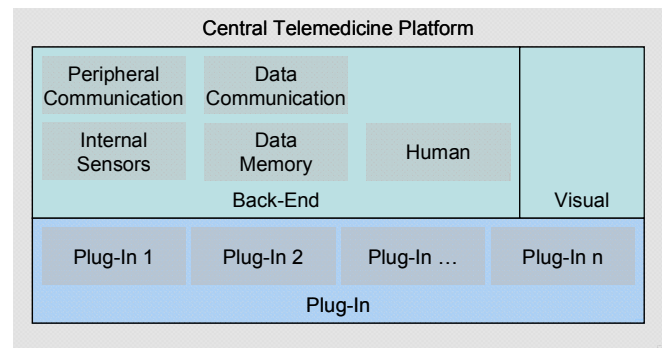 Central Telemedicine Platform
Peripheral
Communication
Data
Communication
Internal
Sensors
Data
Memory
Human
Back-End
Visual
Plug-In 1
Plug-In 2
Plug-In …
Plug-In n
Plug-In